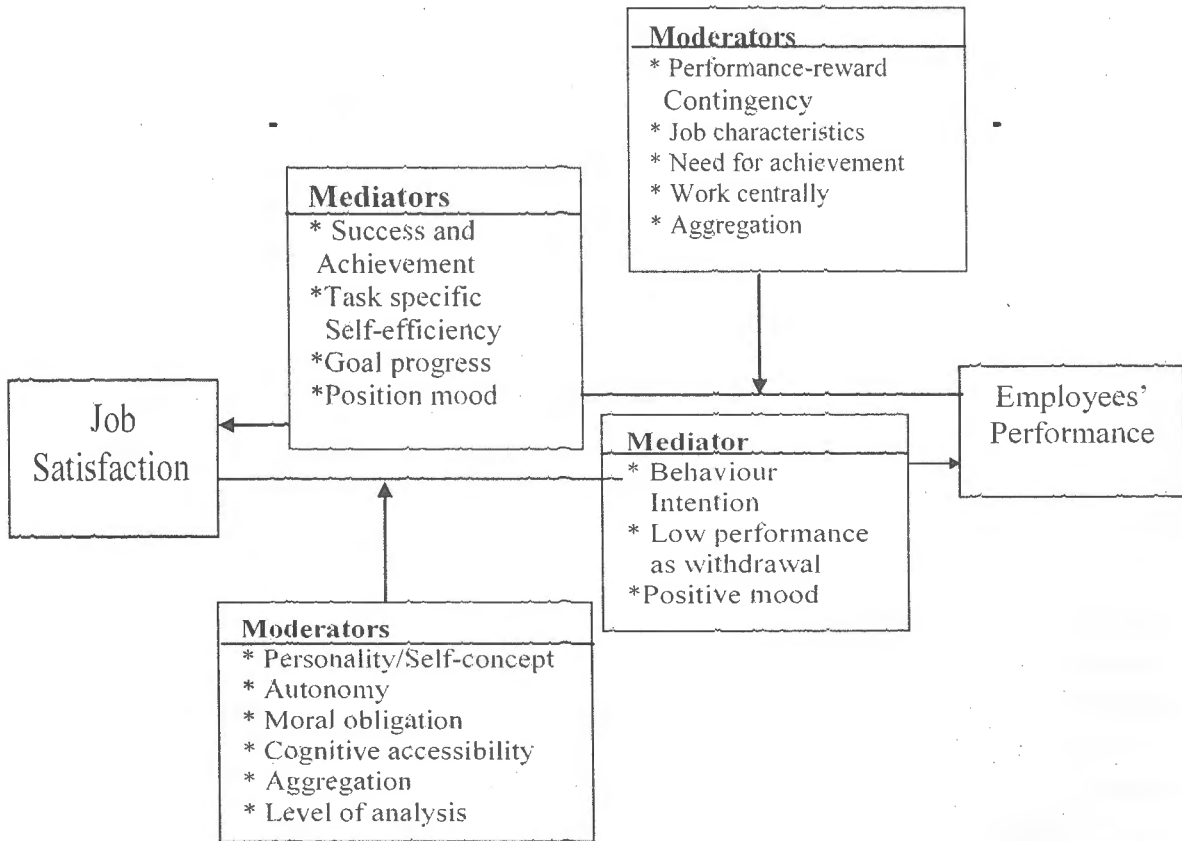 Moderators
* Performance-reward
Contingency
* Job characteristics
* Need for achievement
* Work centrally
* Aggregation
Mediators
* Success and
Achievement
*Task specific
Self-efficiency
*Goal progress
*Position mood
Job
Satisfaction
Employees'
Performance
Mediator
* Behaviour
Intention
* Low performance
as withdrawal
*Positive mood
Moderators
* Personality/Self-concept
* Autonomy
* Moral obligation
* Cognitive accessibility
* Aggregation
* Level of analysis